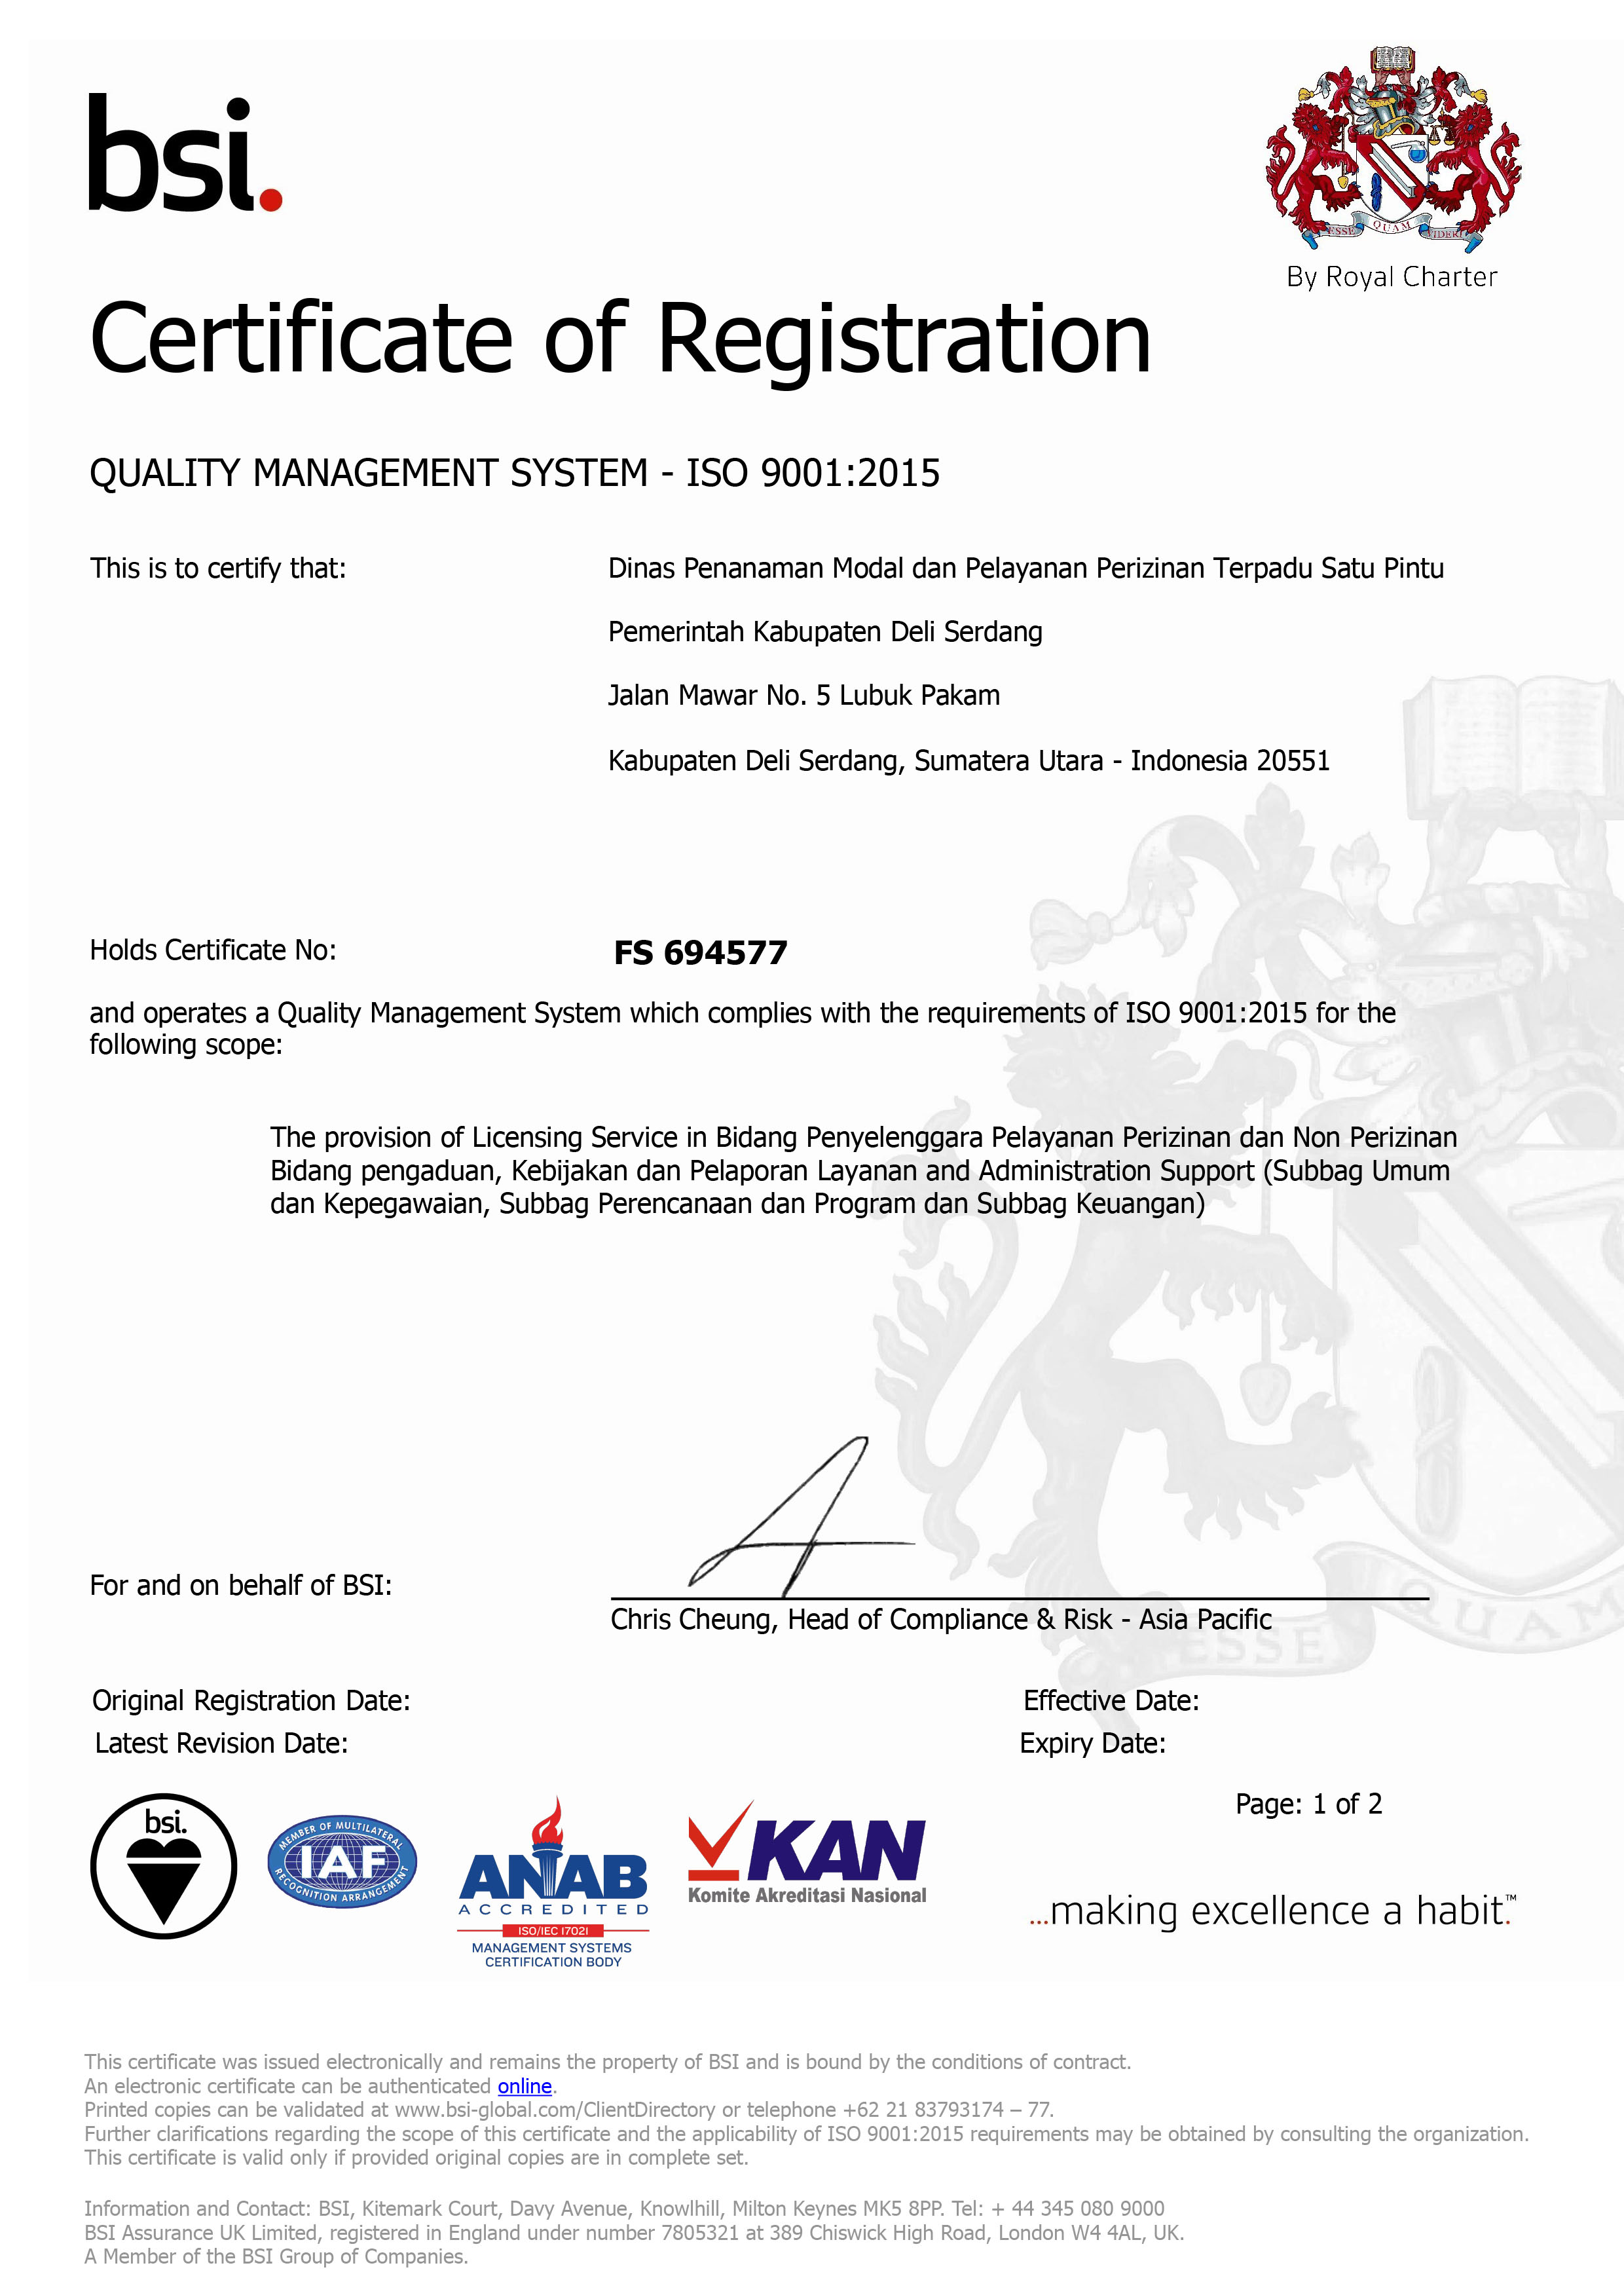 bsi.
ESSE QUAM VIDERI
By Royal Charter
Certificate of Registration
QUALITY MANAGEMENT SYSTEM - ISO 9001:2015
This is to certify that:
Dinas Penanaman Modal dan Pelayanan Perizinan Terpadu Satu Pintu
Pemerintah Kabupaten Deli Serdang
Jalan Mawar No. 5 Lubuk Pakam
Kabupaten Deli Serdang, Sumatera Utara - Indonesia 20551
Holds Certificate No:
FS 694577
and operates a Quality Management System which complies with the requirements of ISO 9001:2015 for the
following scope:
The provision of Licensing Service in Bidang Penyelenggara Pelayanan Perizinan dan Non Perizinan
Bidang pengaduan, Kebijakan dan Pelaporan Layanan and Administration Support (Subbag Umum
dan Kepegawaian, Subbag Perencanaan dan Program dan Subbag Keuangan)
For and on behalf of BSI:
Chris Cheung, Head of Compliance & Risk - Asia Pacific
ESSE QUAM
Original Registration Date:
Effective Date:
Latest Revision Date:
Expiry Date:
Page: 1 of 2
bsi.
MEMBER OF MULTILATERAL
IAF
RECOGNITION ARRANGEMENT
ANAB
ACCREDITED
ISO/IEC 17021
MANAGEMENT SYSTEMS
CERTIFICATION BODY
KAN
Komite Akreditasi Nasional
...making excellence a habit.™
This certificate was issued electronically and remains the property of BSI and is bound by the conditions of contract.
An electronic certificate can be authenticated online.
Printed copies can be validated at www.bsi-global.com/ClientDirectory or telephone +62 21 83793174 – 77.
Further clarifications regarding the scope of this certificate and the applicability of ISO 9001:2015 requirements may be obtained by consulting the organization.
This certificate is valid only if provided original copies are in complete set.
Information and Contact: BSI, Kitemark Court, Davy Avenue, Knowlhill, Milton Keynes MK5 8PP. Tel: + 44 345 080 9000
BSI Assurance UK Limited, registered in England under number 7805321 at 389 Chiswick High Road, London W4 4AL, UK.
A Member of the BSI Group of Companies.